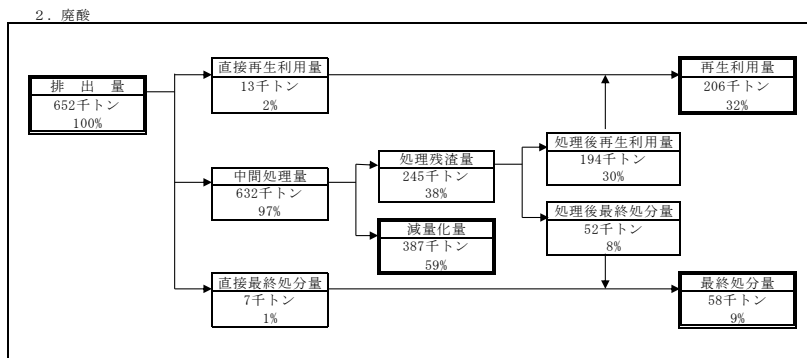 2．廃酸
排　出　量
652千トン
100%
直接再生利用量
13千トン
2%
中間処理量
632千トン
97%
直接最終処分量
7千トン
1%
処理残渣量
245千トン
38%
減量化量
387千トン
59%
処理後再生利用量
194千トン
30%
処理後最終処分量
52千トン
8%
再生利用量
206千トン
32%
最終処分量
58千トン
9%